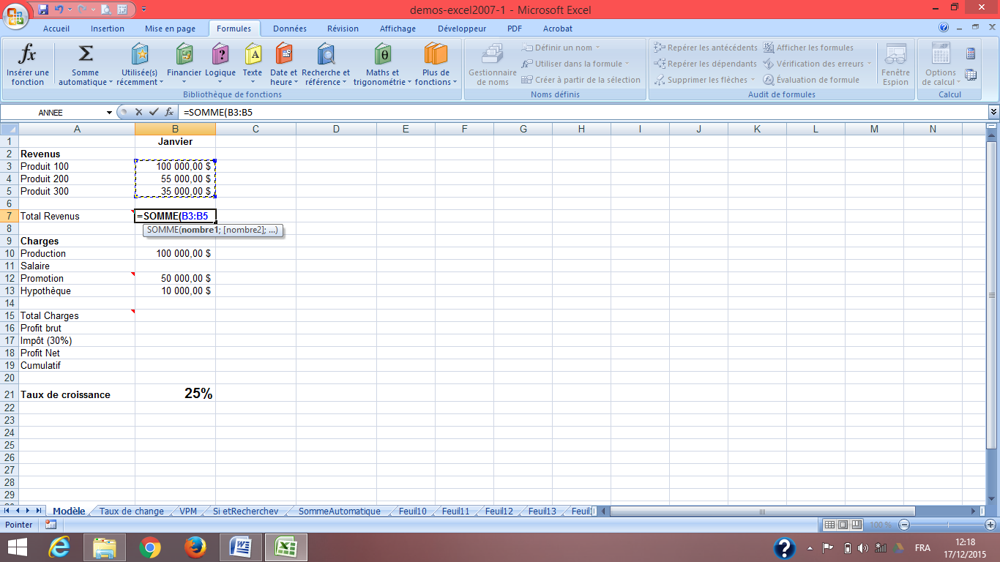 demos-excel2007-1 - Microsoft Excel
Accueil Insertion Mise en page Formules Données Révision Affichage Développeur PDF Acrobat
Insérer une fonction
Somme automatique
Utilisée(s) récemment
Financier
Logique
Texte
Date et heure
Recherche et référence
Maths et trigonométrie
Plus de fonctions
Bibliothèque de fonctions
Gestionnaire de noms
Définir un nom
Utiliser dans la formule
Créer à partir de la sélection
Noms définis
Repérer les antécédents
Repérer les dépendants
Supprimer les flèches
Afficher les formules
Vérification des erreurs
Évaluation de formule
Fenêtre Espion
Audit de formules
Options de calcul
Calcul
ANNEE fx =SOMME(B3:B5
A B C D E F G H I J K L M N
1 Janvier
2 Revenus
3 Produit 100 100 000,00 $
4 Produit 200 55 000,00 $
5 Produit 300 35 000,00 $
6
7 Total Revenus =SOMME(B3:B5
8 SOMME(nombre1; [nombre2]; ...)
9 Charges
10 Production 100 000,00 $
11 Salaire
12 Promotion 50 000,00 $
13 Hypothèque 10 000,00 $
14
15 Total Charges
16 Profit brut
17 Impôt (30%)
18 Profit Net
19 Cumulatif
20
21 Taux de croissance 25%
22
23
24
25
26
27
28
29
Modèle Taux de change VPM Si etRecherchev SommeAutomatique Feuil10 Feuil11 Feuil12 Feuil13
Pointer 100 %
FRA
12:18
17/12/2015